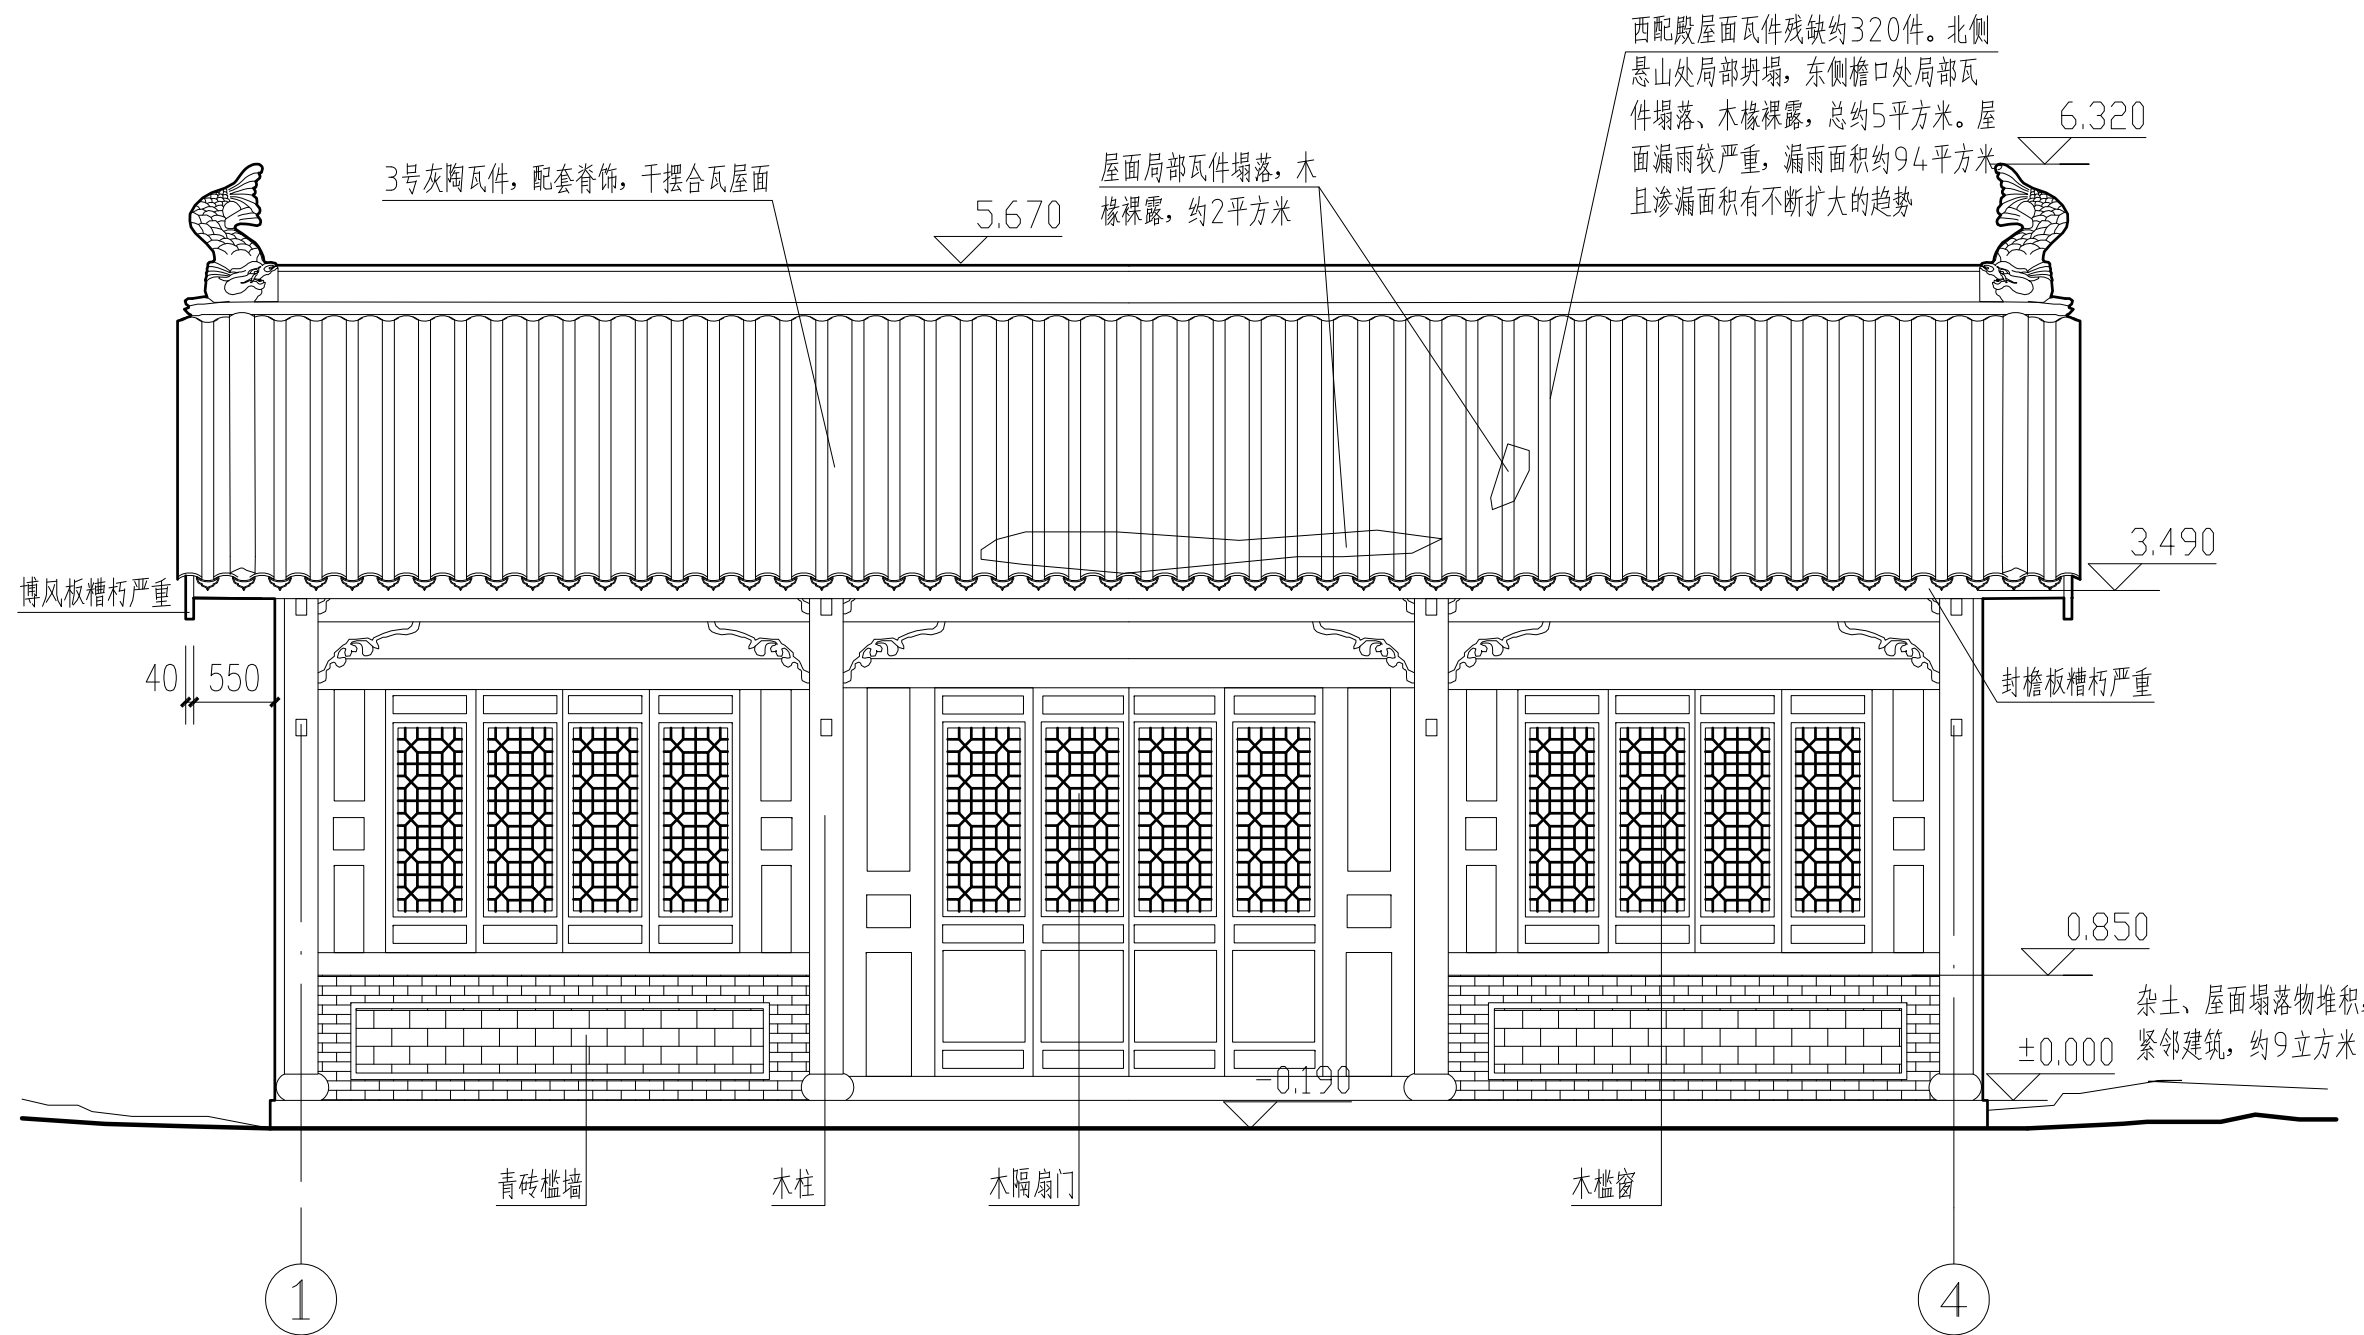 西配殿屋面瓦件残缺约320件。北侧
悬山处局部坍塌，东侧檐口处局部瓦
件塌落、木椽裸露，总约5平方米。屋
面漏雨较严重，漏雨面积约94平方米
且渗漏面积有不断扩大的趋势
6.320
3号灰陶瓦件，配套脊饰，干摆合瓦屋面
屋面局部瓦件塌落，木
椽裸露，约2平方米
5.670
3.490
博风板糟朽严重
40
550
封檐板糟朽严重
0.850
杂土、屋面塌落物堆积，
紧邻建筑，约9立方米
±0.000
-0.190
青砖槛墙
木柱
木隔扇门
木槛窗
1
4